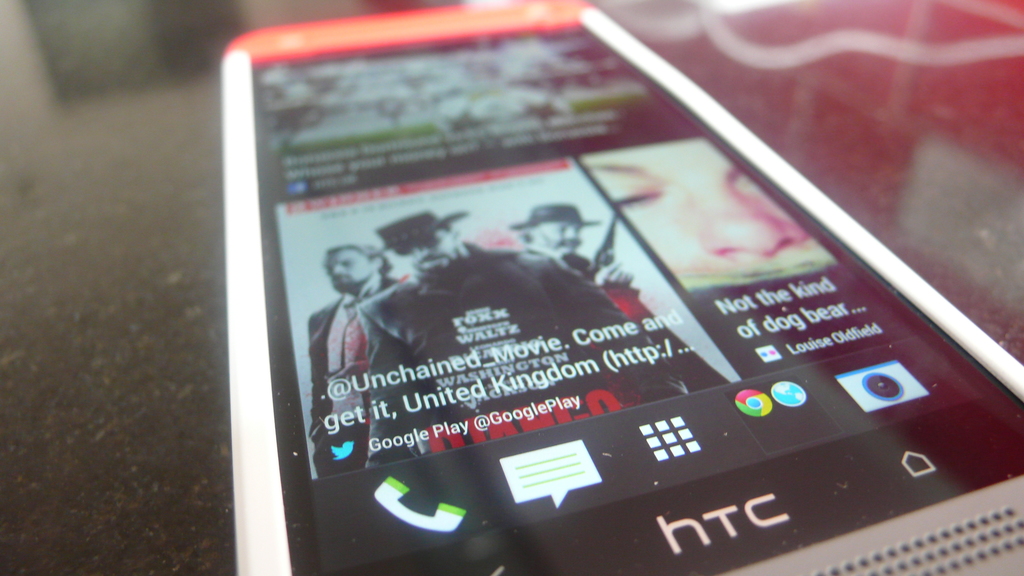 FOXX
WALTZ
WASHINGTON
.@Unchained_Movie. Come and
get it, United Kingdom (http:/...
Google Play @GooglePlay
Not the kind
of dog bear...
Louise Oldfield
hTC